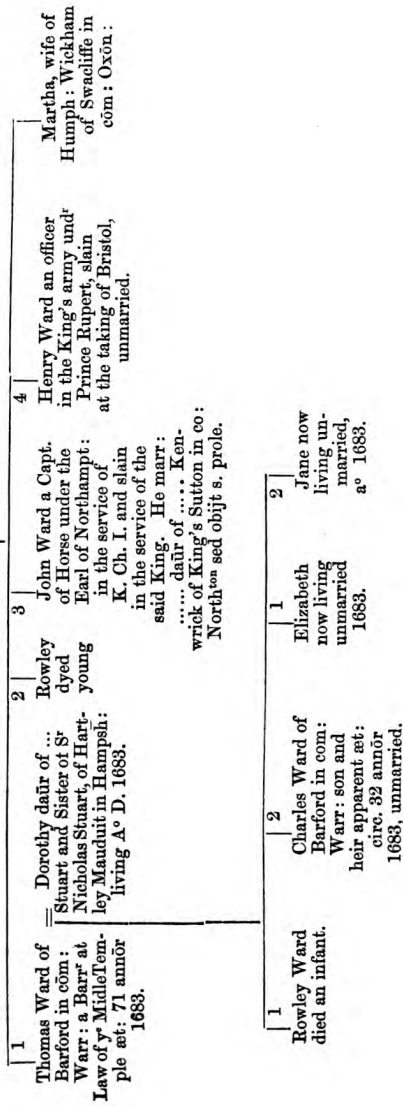 1
Thomas Ward of
Barford in cōm:
Warr: a Barrʳ at
Law of yᵉ Midle Tem-
ple æt: 71 annōr
1683.
Dorothy daūr of ...
Stuart and Sister of Sʳ
Nicholas Stuart, of Hart-
ley Mauduit in Hampsh:
living A° D. 1683.
2
Rowley
dyed
young
3
John Ward a Capt.
of Horse under the
Earl of Northampt:
in the service of
K. Ch. I. and slain
in the service of the
said King. He marr:
...... daūr of ..... Ken-
wrick of King's Sutton in co:
Northᵗᵒⁿ sed obijt s. prole.
4
Henry Ward an officer
in the King's army undʳ
Prince Rupert, slain
at the taking of Bristol,
unmarried.
Martha, wife of
Humph: Wickham
of Swacliffe in
cōm: Oxōn:
1
Rowley Ward
died an infant.
2
Charles Ward of
Barford in com:
Warr: son and
heir apparent æt:
circ. 32 annōr
1683, unmarried.
1
Elizabeth
now living
unmarried
1683.
2
Jane now
living un-
married,
a° 1683.